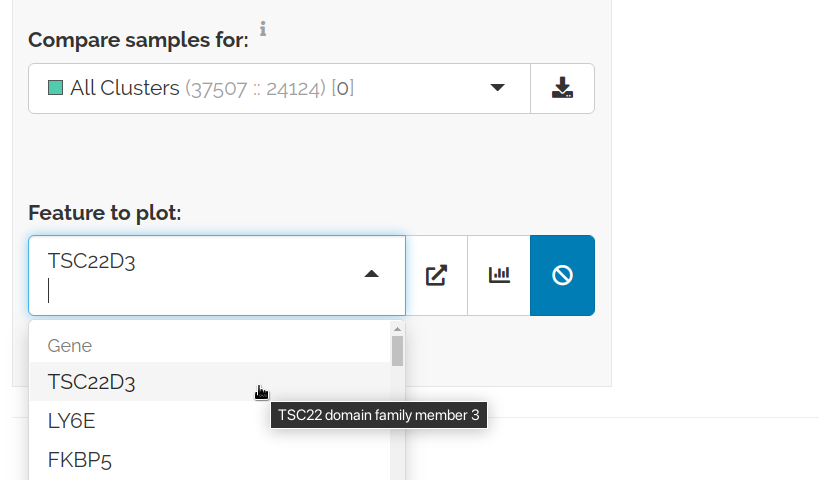 Compare samples for: i
All Clusters (37507 :: 24124) [0]
Feature to plot:
TSC22D3
Gene
TSC22D3
TSC22 domain family member 3
LY6E
FKBP5